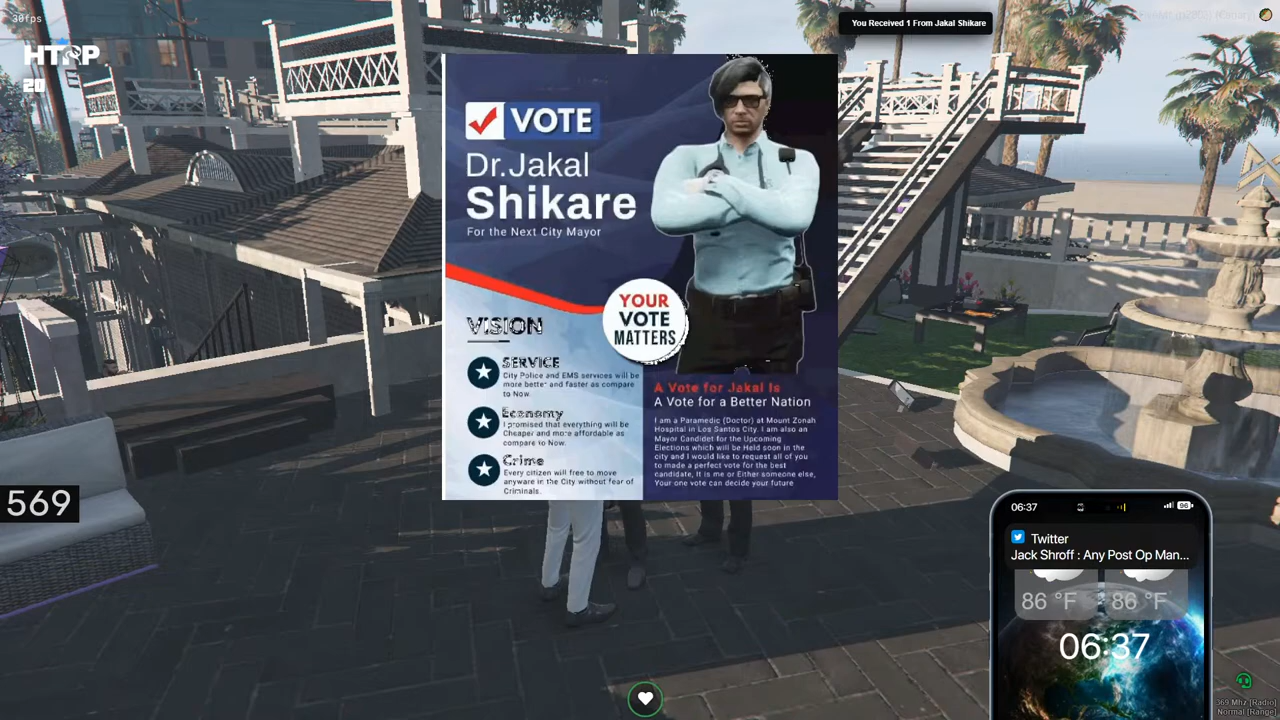 38fps
You Received 1 From Jakal Shikare
HTRP
20
VOTE
Dr.Jakal
Shikare
For the Next City Mayor
YOUR
VOTE
MATTERS
VISION
SERVICE
City Police and EMS services will be
more better and faster as compare
to Now.
Economy
I promised that everything will be
Cheaper and more affordable as
compare to Now.
Crime
Every citizen will free to move
anyware in the City without fear of
Criminals.
A Vote for Jakal Is
A Vote for a Better Nation
I am a Paramedic (Doctor) at Mount Zonah
Hospital in Los Santos City. I am also an
Mayor Candidet for the Upcoming
Elections which will be Held soon in the
city and I would like to request all of you
to made a perfect vote for the best
candidate, It is me or Either someone else,
Your one vote can decide your future
569
06:37
96
Twitter
Jack Shroff : Any Post Op Man...
86 °F
86 °F
06:37
369 Mhz [Radio]
Normal [Range]